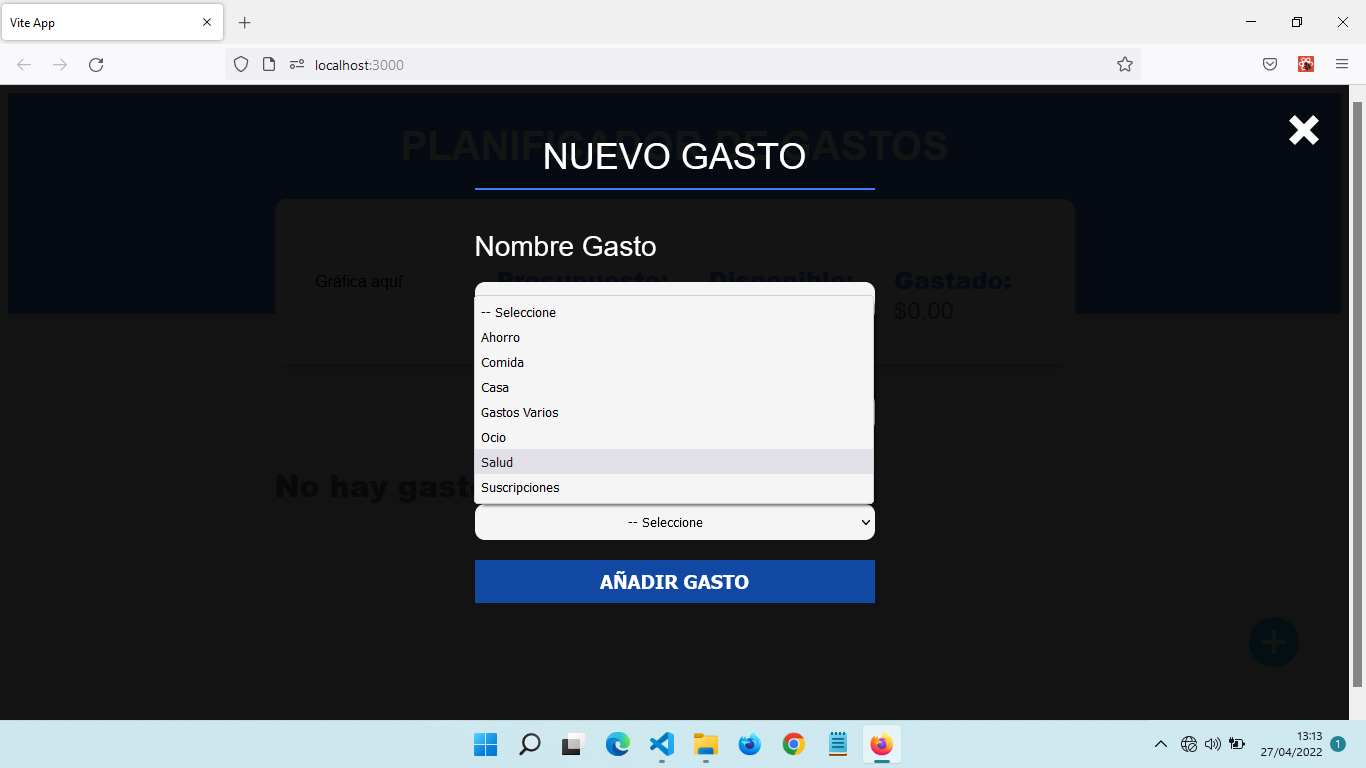 Vite App
localhost:3000
PLANIFICADOR DE GASTOS
NUEVO GASTO
Nombre Gasto
Gráfica aquí
Presupuesto:
Disponible:
Gastado:
$0.00
-- Seleccione
Ahorro
Comida
Casa
Gastos Varios
Ocio
Salud
Suscripciones
No hay gasto
-- Seleccione
AÑADIR GASTO
13:13
27/04/2022
1